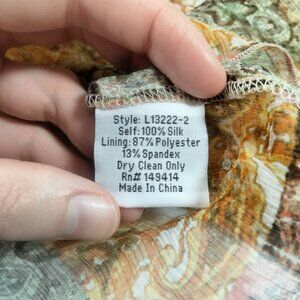 Style: L13222-2
Self: 100% Silk
Lining: 87% Polyester
13% Spandex
Dry Clean Only
Rn# 149414
Made In China